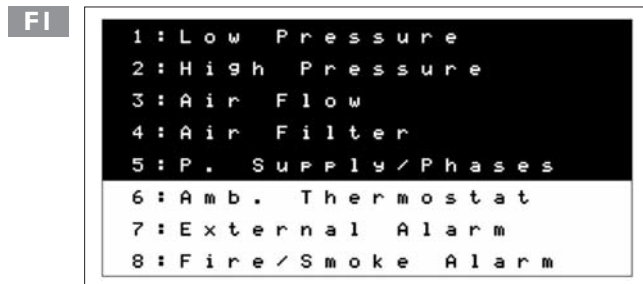 FI
1:Low Pressure
2:High Pressure
3:Air Flow
4:Air Filter
5:P. Supply/Phases
6:Amb. Thermostat
7:External Alarm
8:Fire/Smoke Alarm